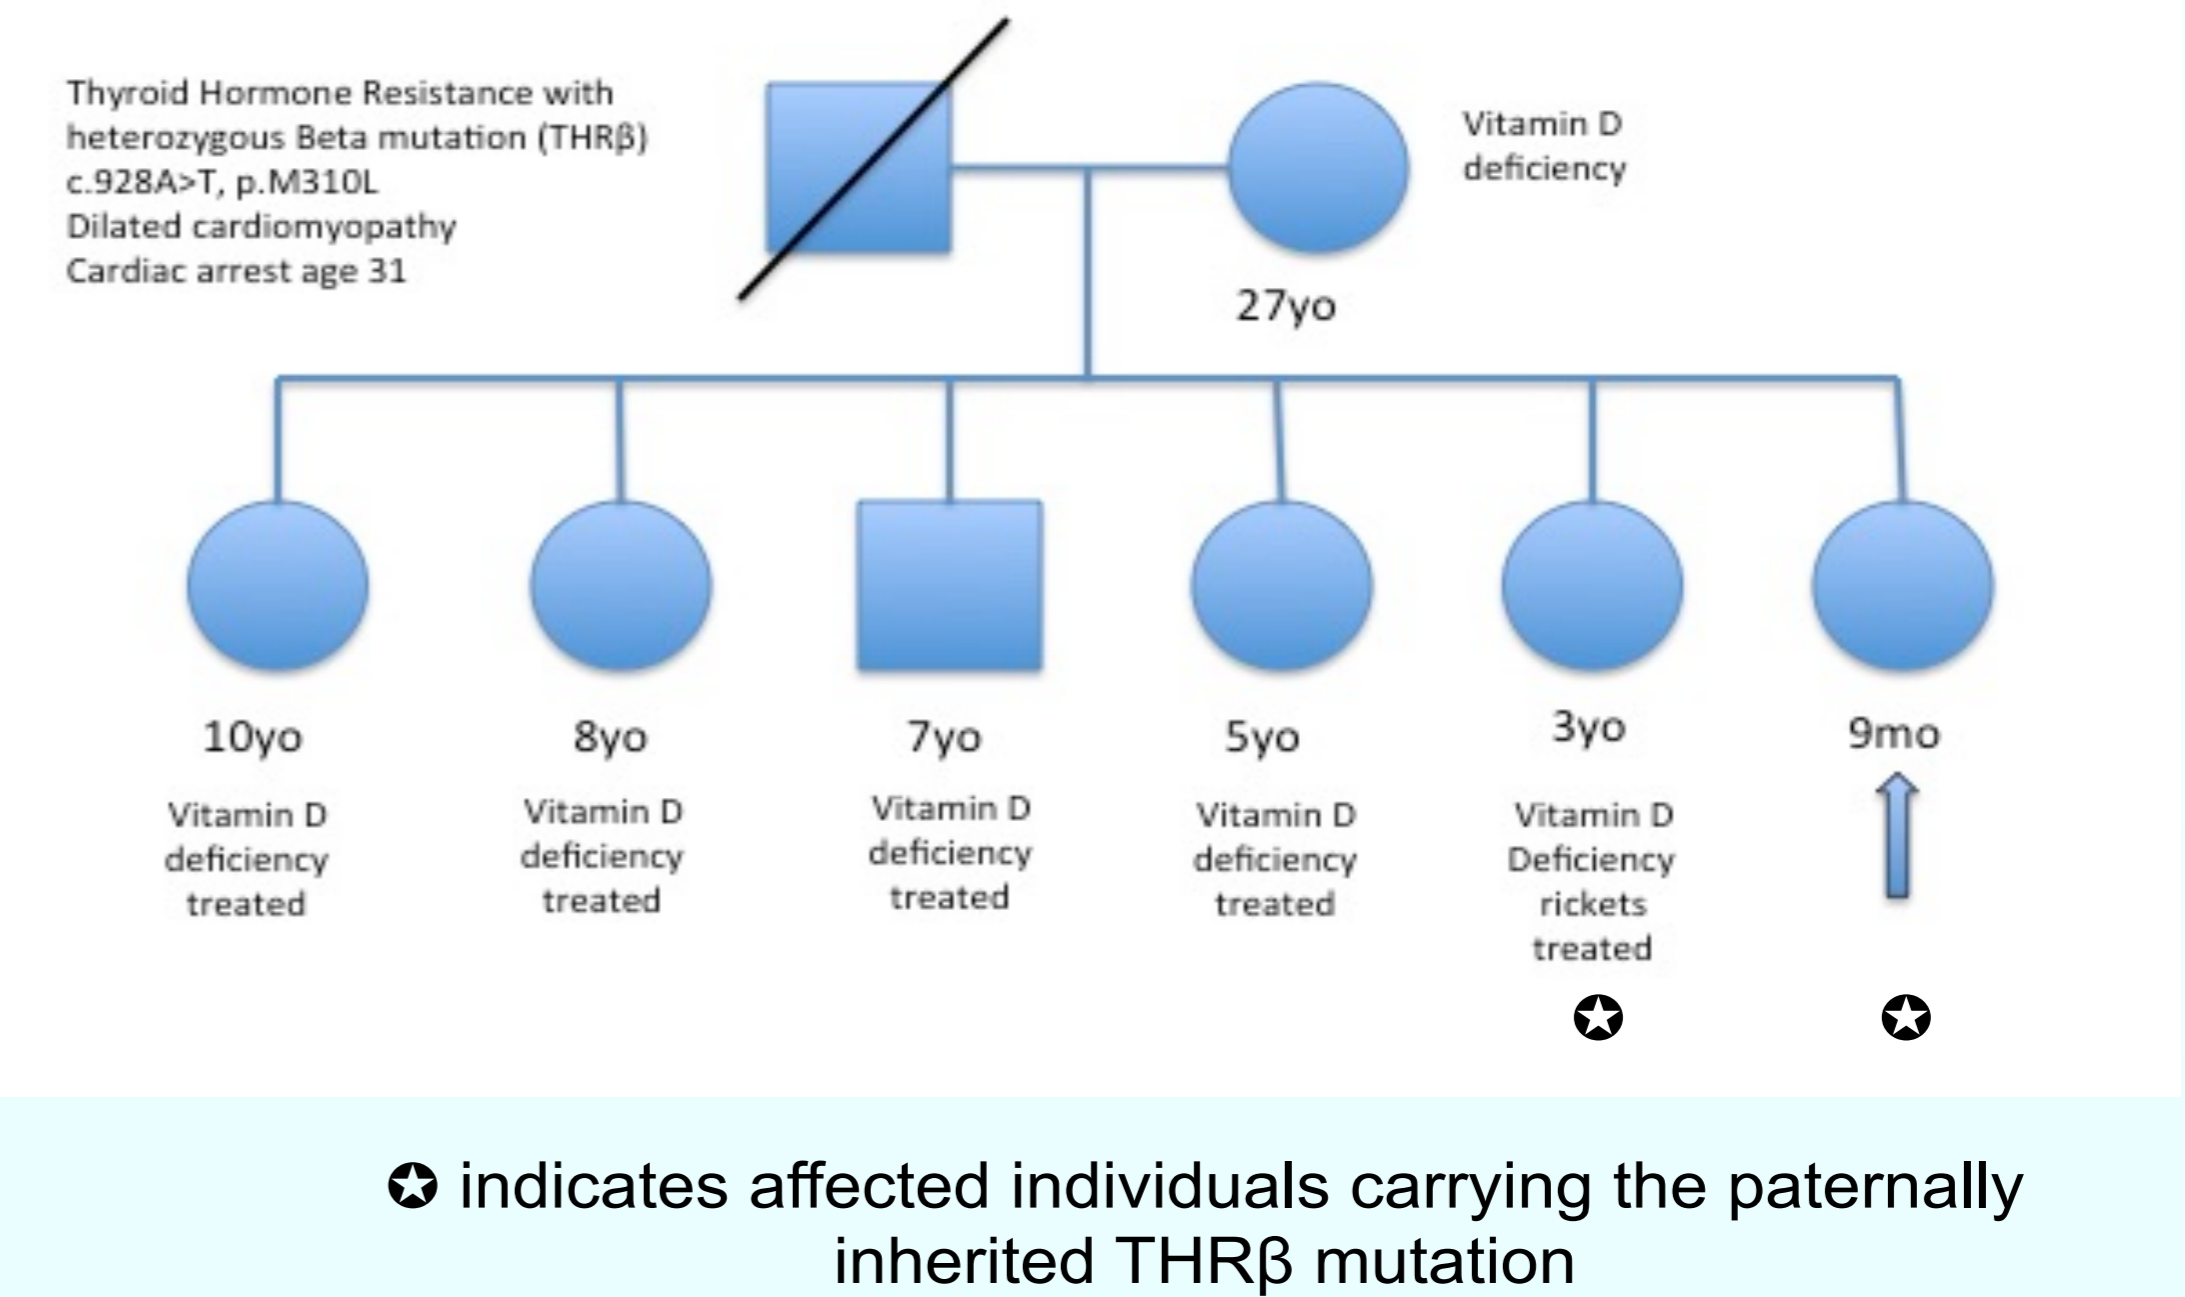 Thyroid Hormone Resistance with
heterozygous Beta mutation (THRβ)
c.928A>T, p.M310L
Dilated cardiomyopathy
Cardiac arrest age 31
Vitamin D
deficiency
27yo
10yo
Vitamin D
deficiency
treated
8yo
Vitamin D
deficiency
treated
7yo
Vitamin D
deficiency
treated
5yo
Vitamin D
deficiency
treated
3yo
Vitamin D
Deficiency
rickets
treated
✪
9mo
✪
✪ indicates affected individuals carrying the paternally
inherited THRβ mutation